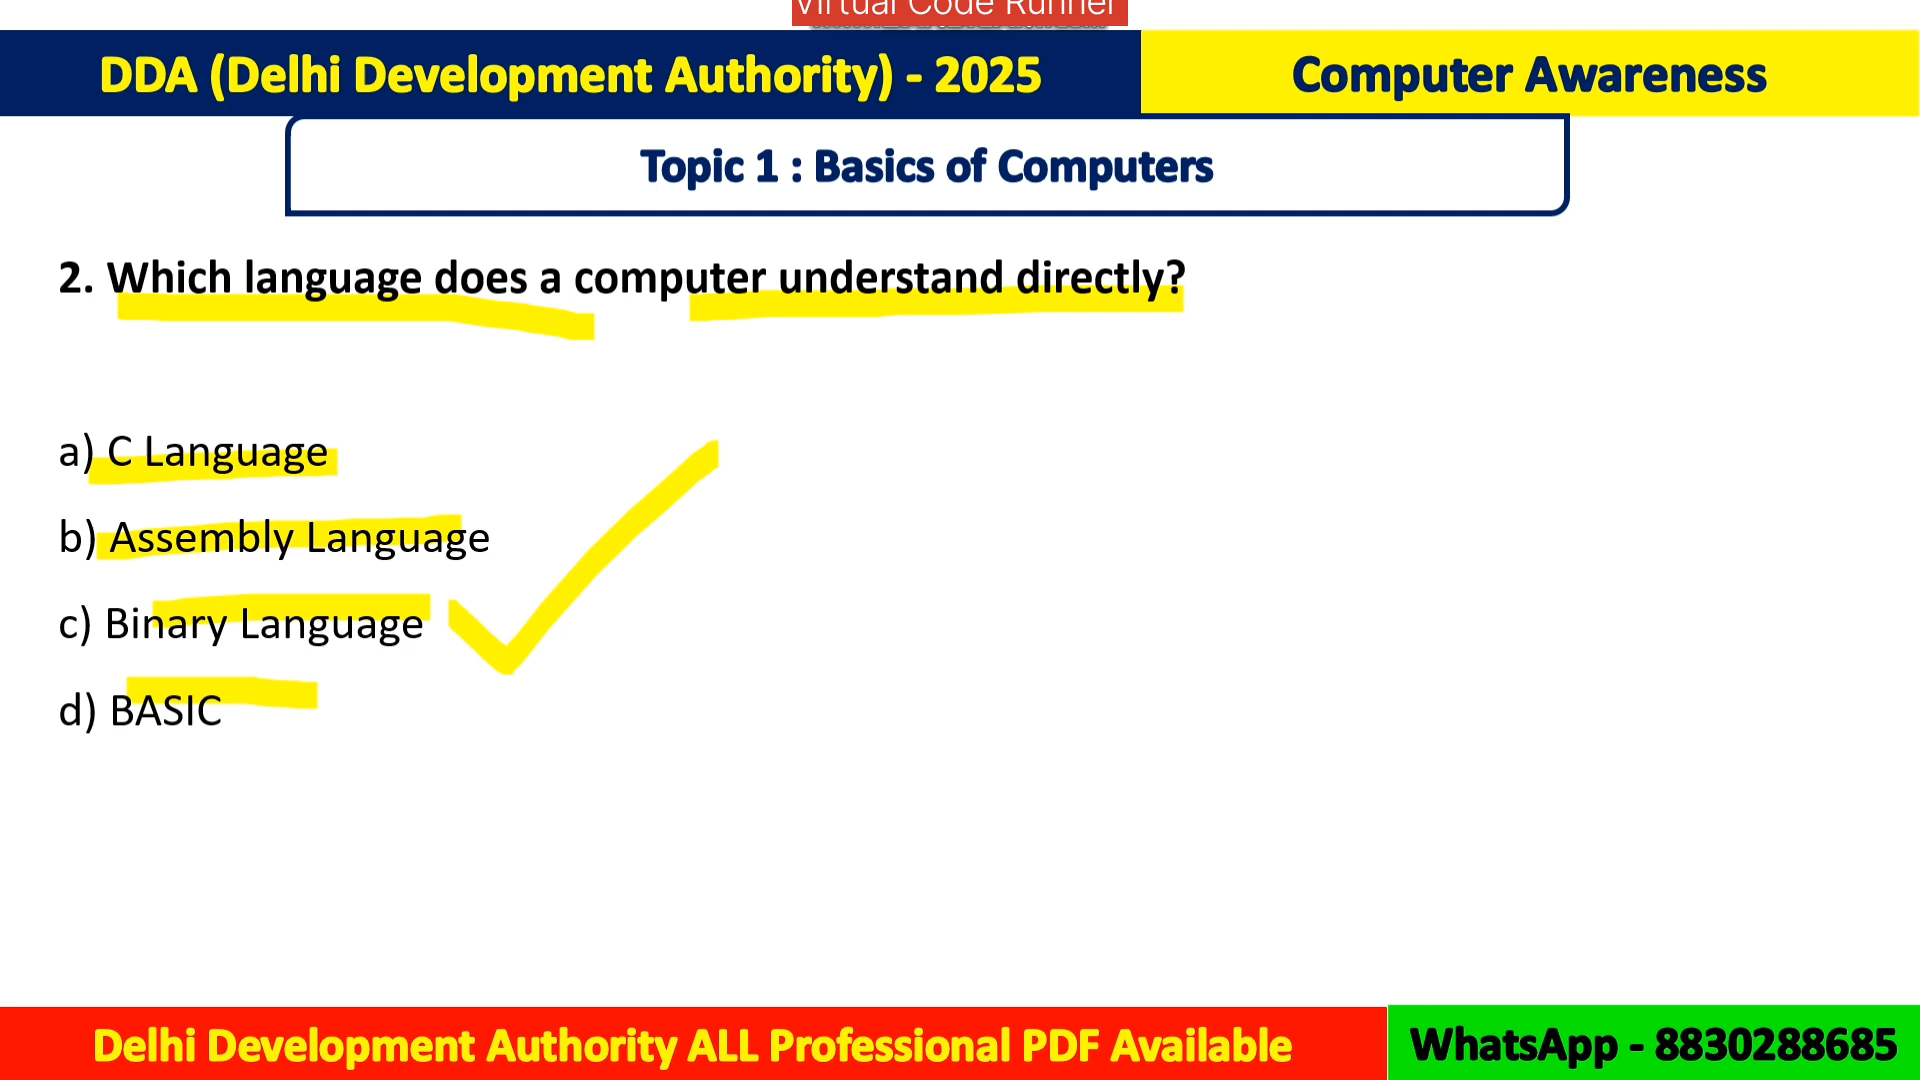 Virtual Code Runner
DDA (Delhi Development Authority) - 2025
Computer Awareness
Topic 1 : Basics of Computers
2. Which language does a computer understand directly?
a) C Language
b) Assembly Language
c) Binary Language
d) BASIC
Delhi Development Authority ALL Professional PDF Available
WhatsApp - 8830288685